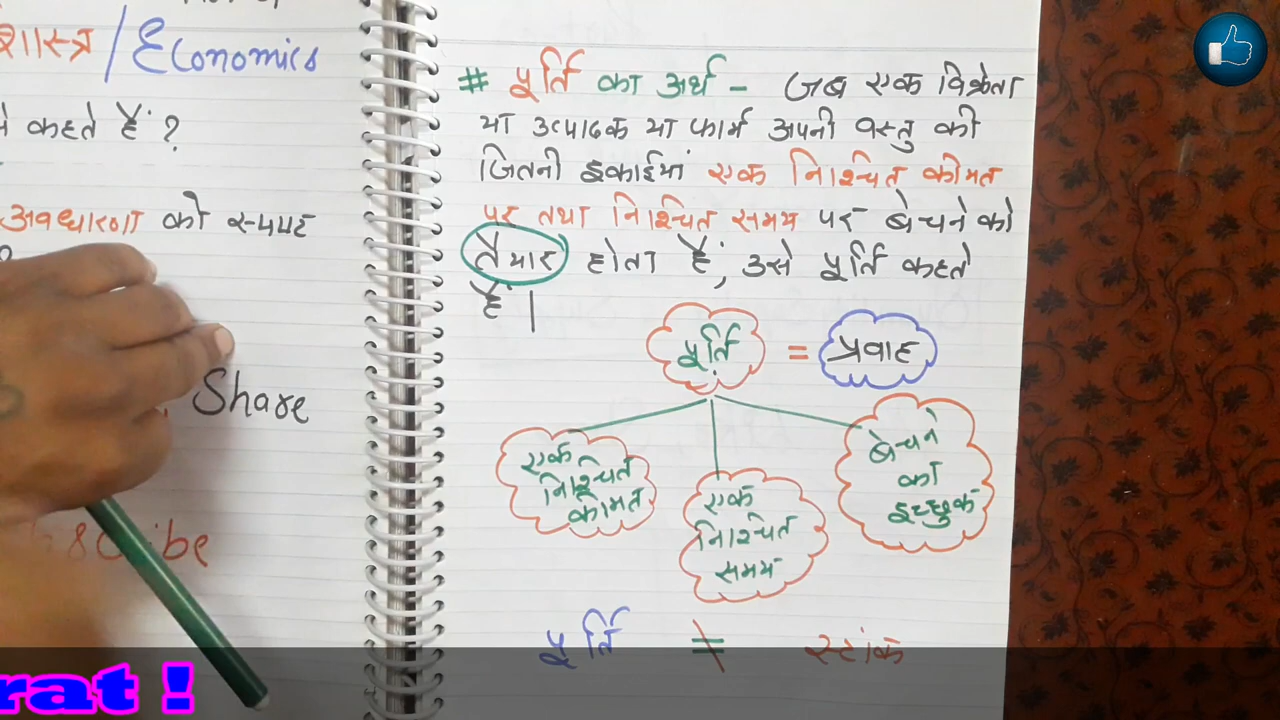 शास्त्र / Economics
कहते हैं ?
अवधारणा को स्पष्ट
Share
scribe
# पूर्ति का अर्थ - जब एक विक्रेता
या उत्पादक या फार्म अपनी वस्तु की
जितनी इकाईयां एक निश्चित कीमत
पर तथा निश्चित समय पर बेचने को
तैयार होता हैं, उसे पूर्ति कहते
हैं |
पूर्ति = प्रवाह
एक
निश्चित
कीमत
एक
निश्चित
समय
बेचने
का
इच्छुक
पूर्ति ≠ स्टांक
rat !